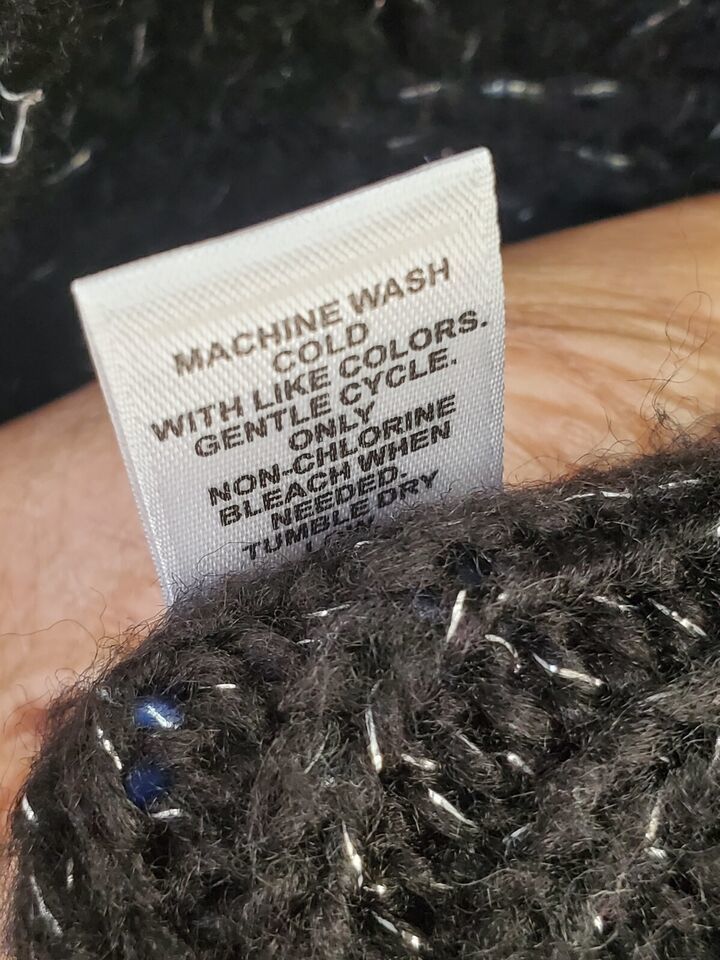 MACHINE WASH
COLD
WITH LIKE COLORS.
GENTLE CYCLE.
ONLY
NON-CHLORINE
BLEACH WHEN
NEEDED.
TUMBLE DRY